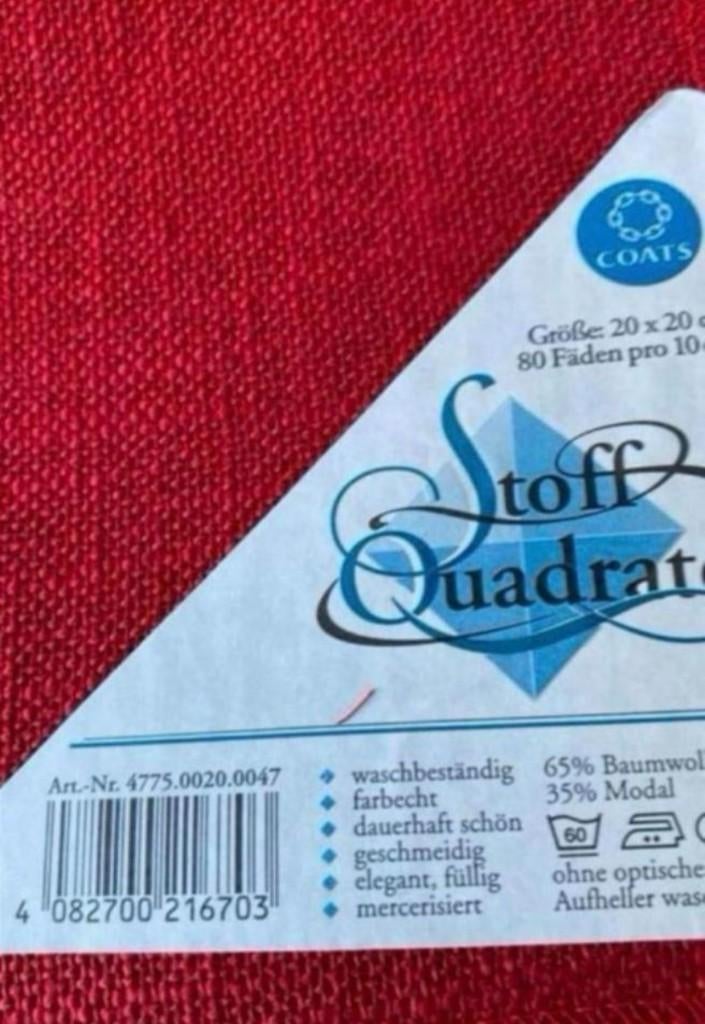 COATS
Größe: 20 x 20
80 Fäden pro 10
Stoff
Quadrat
Art.-Nr. 4775.0020.0047
4 082700 216703
waschbeständig
farbecht
dauerhaft schön
geschmeidig
elegant, füllig
mercerisiert
65% Baumwol
35% Modal
60
ohne optische
Aufheller was